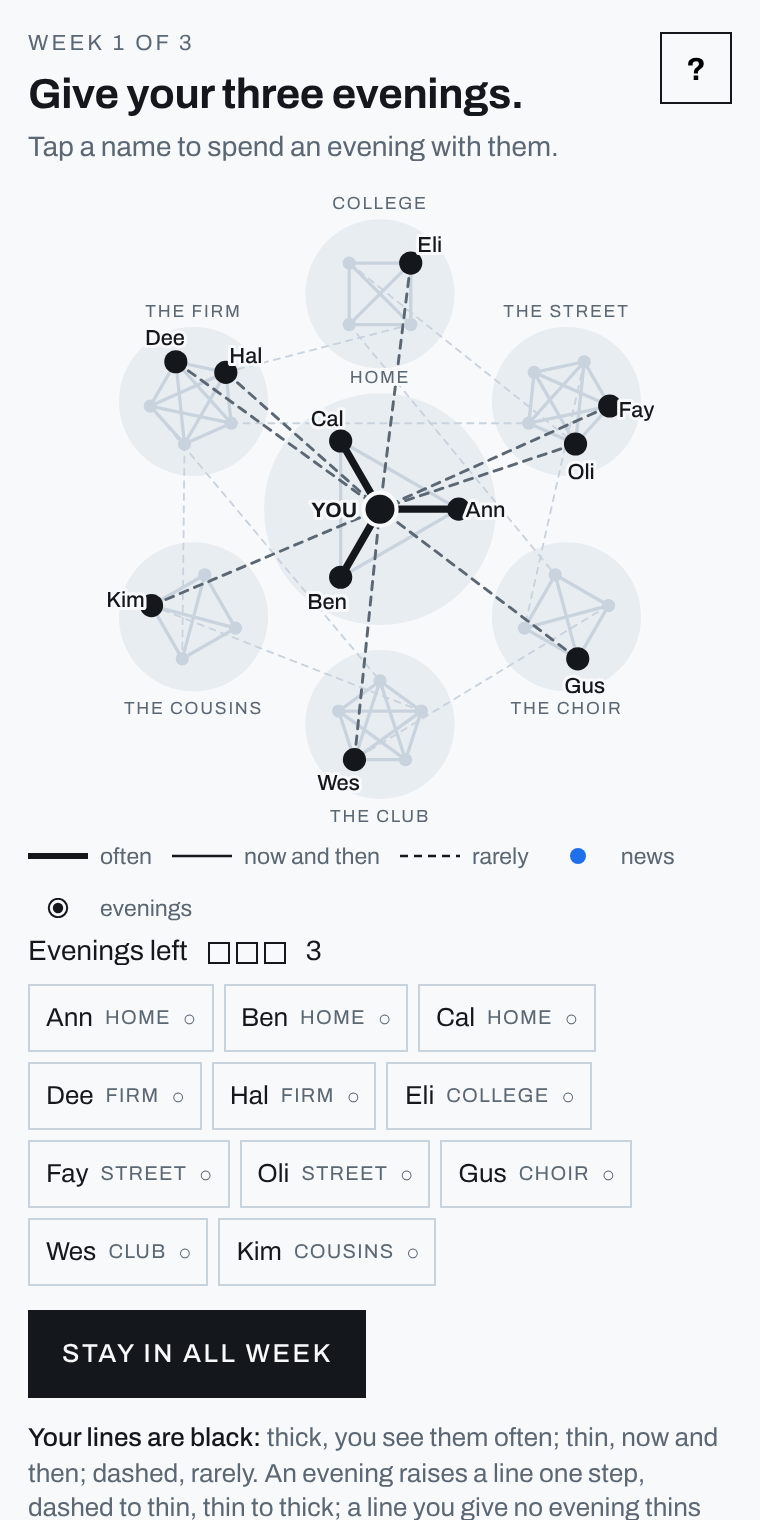 WEEK 1 OF 3
?
Give your three evenings.
Tap a name to spend an evening with them.
COLLEGE
Eli
THE FIRM
THE STREET
Dee
Hal
HOME
Cal
Fay
Oli
YOU
Ann
Kim
Ben
Gus
THE COUSINS
THE CHOIR
Wes
THE CLUB
often now and then rarely news
evenings
Evenings left 3
Ann HOME Ben HOME Cal HOME
Dee FIRM Hal FIRM Eli COLLEGE
Fay STREET Oli STREET Gus CHOIR
Wes CLUB Kim COUSINS
STAY IN ALL WEEK
Your lines are black: thick, you see them often; thin, now and
then; dashed, rarely. An evening raises a line one step,
dashed to thin, thin to thick; a line you give no evening thins